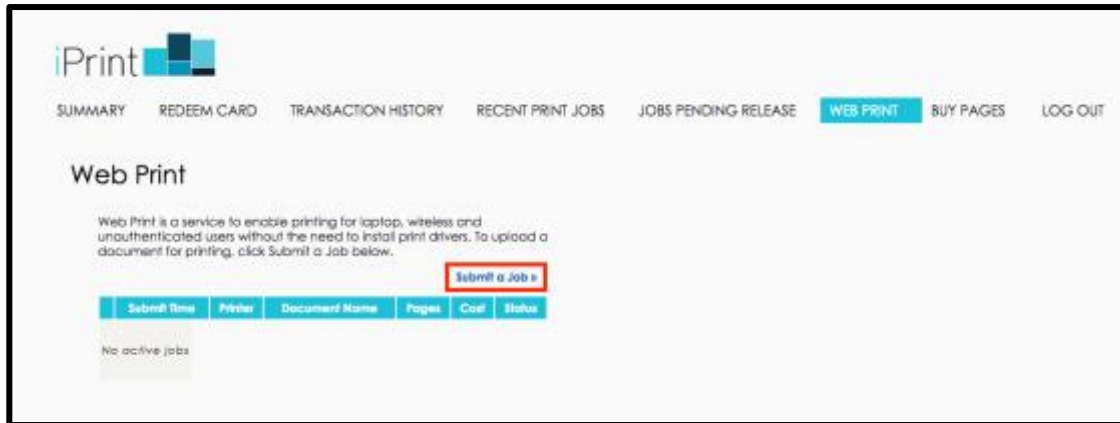 iPrint
SUMMARY REDEEM CARD TRANSACTION HISTORY RECENT PRINT JOBS JOBS PENDING RELEASE WEB PRINT BUY PAGES LOG OUT
Web Print
Web Print is a service to enable printing for laptop, wireless and
unauthenticated users without the need to install print drivers. To upload a
document for printing, click Submit a Job below.
Submit a Job »
Submit Time Printer Document Name Pages Cost Status
No active jobs